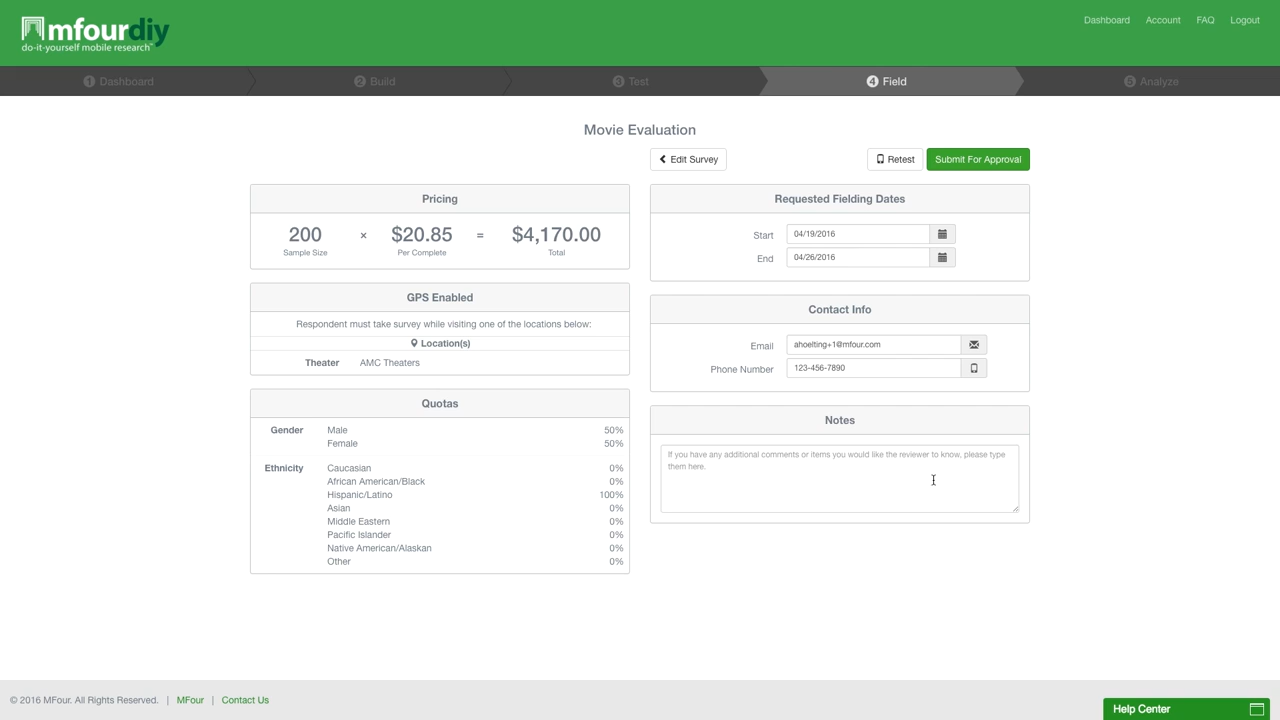 mfourdiy
do-it-yourself mobile research™
Dashboard Account FAQ Logout
1 Dashboard 2 Build 3 Test 4 Field 5 Analyze
Movie Evaluation
Edit Survey Retest Submit For Approval
Pricing
200 × $20.85 = $4,170.00
Sample Size Per Complete Total
GPS Enabled
Respondent must take survey while visiting one of the locations below:
Location(s)
Theater AMC Theaters
Quotas
Gender Male 50%
Female 50%
Ethnicity Caucasian 0%
African American/Black 0%
Hispanic/Latino 100%
Asian 0%
Middle Eastern 0%
Pacific Islander 0%
Native American/Alaskan 0%
Other 0%
Requested Fielding Dates
Start 04/19/2016
End 04/26/2016
Contact Info
Email ahoelting+1@mfour.com
Phone Number 123-456-7890
Notes
If you have any additional comments or items you would like the reviewer to know, please type
them here.
© 2016 MFour. All Rights Reserved. | MFour | Contact Us
Help Center